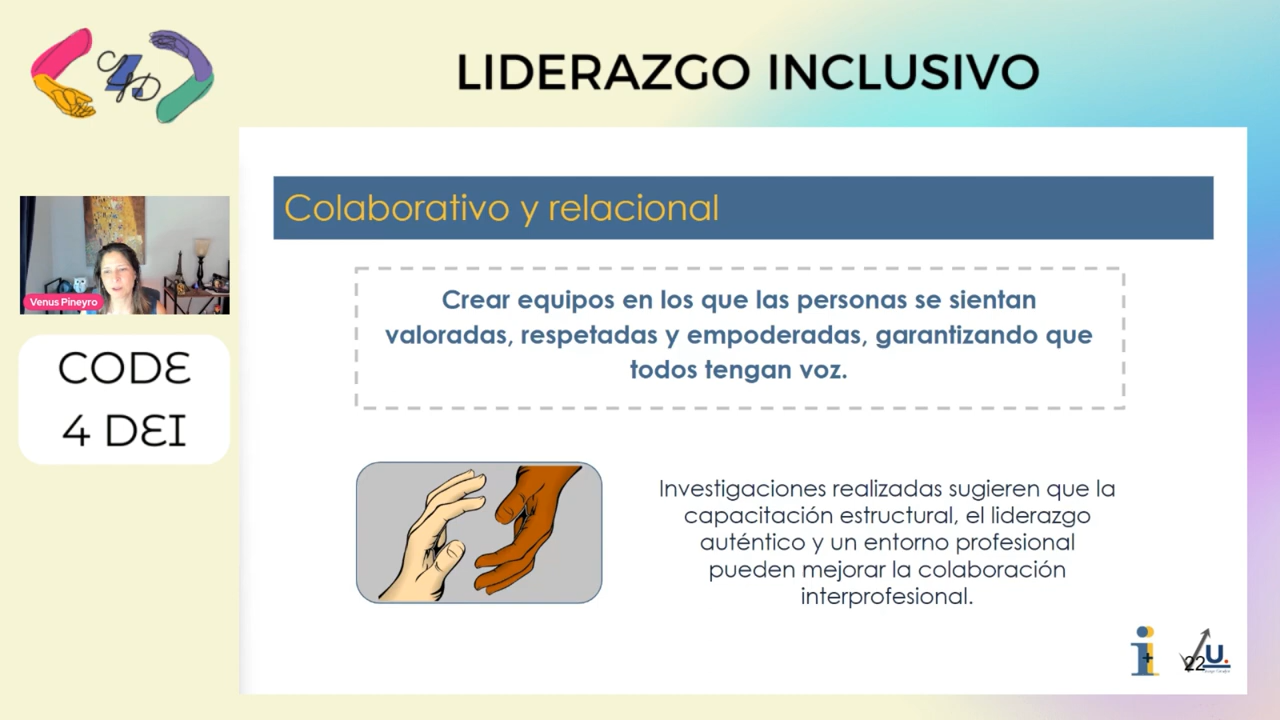 LIDERAZGO INCLUSIVO
Colaborativo y relacional
Crear equipos en los que las personas se sientan
valoradas, respetadas y empoderadas, garantizando que
todos tengan voz.
Venus Pineyro
CODE
4 DEI
Investigaciones realizadas sugieren que la
capacitación estructural, el liderazgo
auténtico y un entorno profesional
pueden mejorar la colaboración
interprofesional.
i+
22
U.